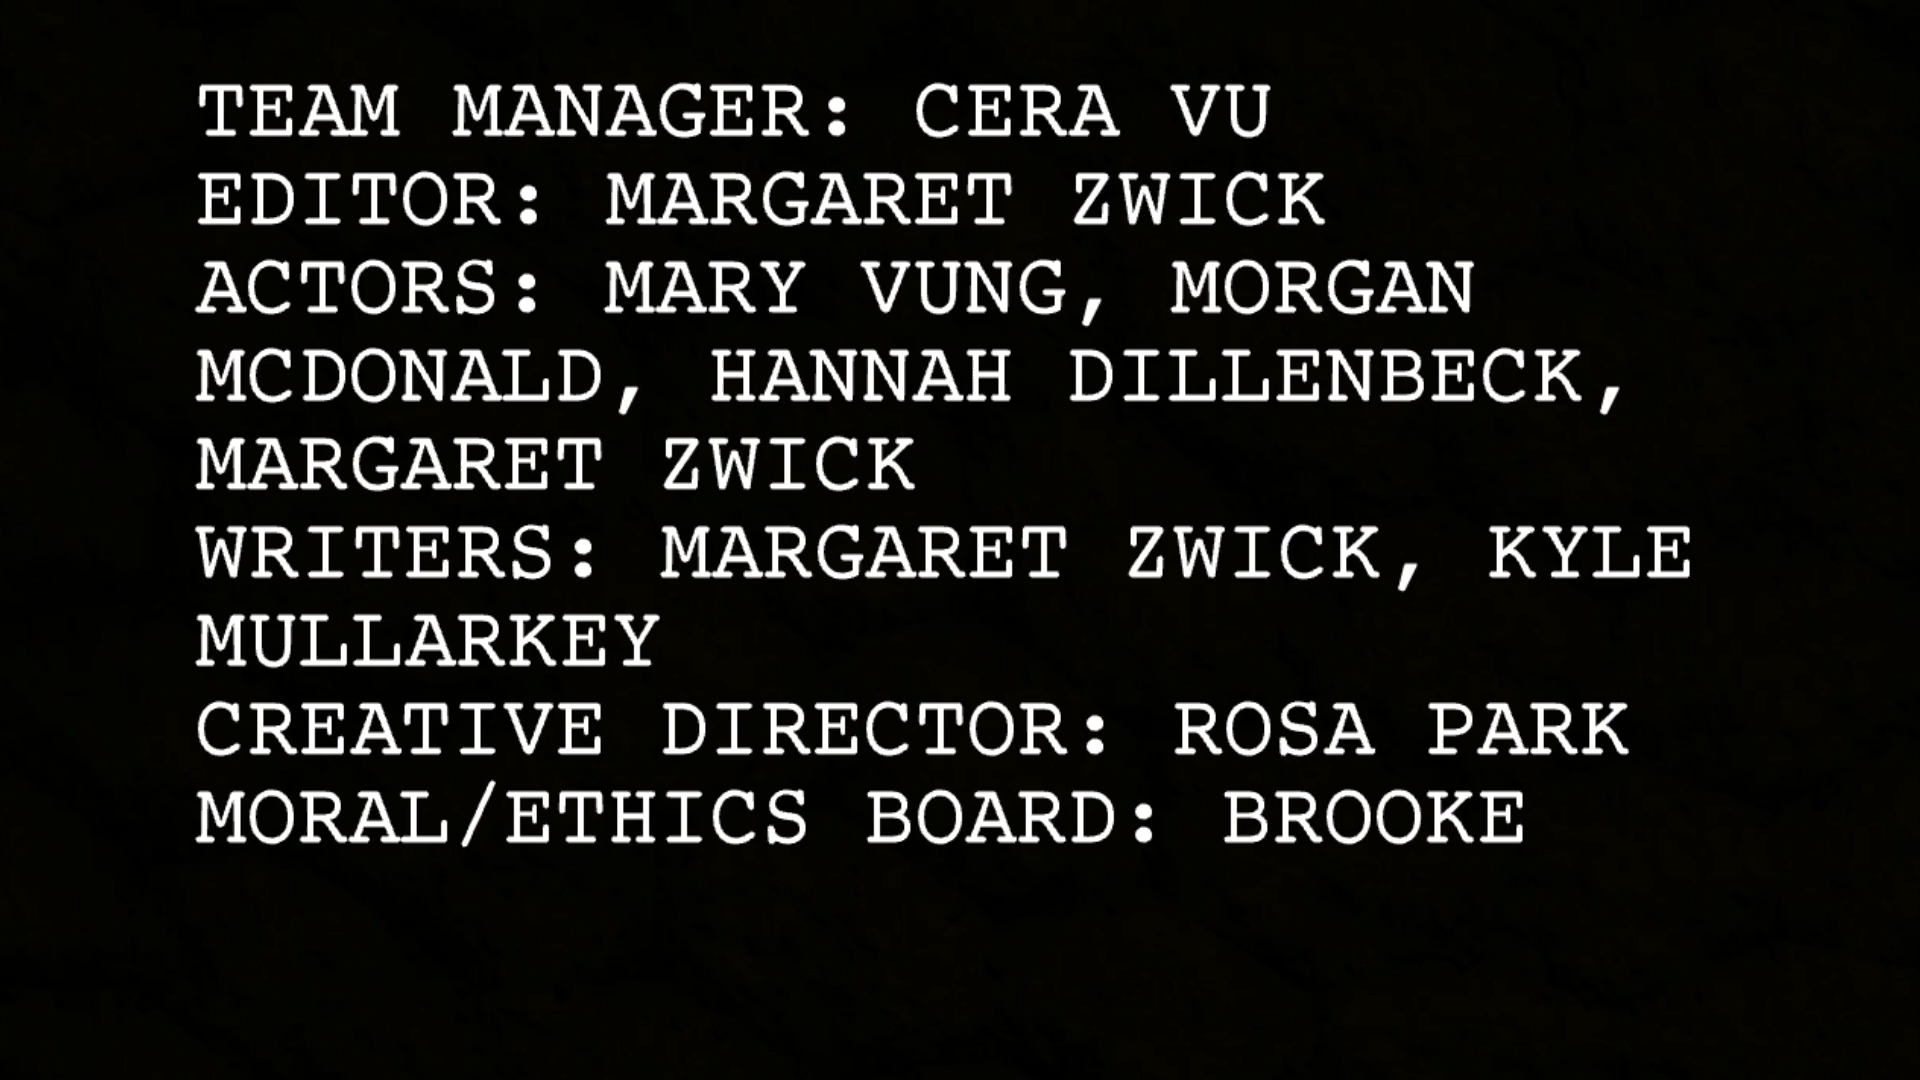 TEAM MANAGER: CERA VU
EDITOR: MARGARET ZWICK
ACTORS: MARY VUNG, MORGAN
MCDONALD, HANNAH DILLENBECK,
MARGARET ZWICK
WRITERS: MARGARET ZWICK, KYLE
MULLARKEY
CREATIVE DIRECTOR: ROSA PARK
MORAL/ETHICS BOARD: BROOKE